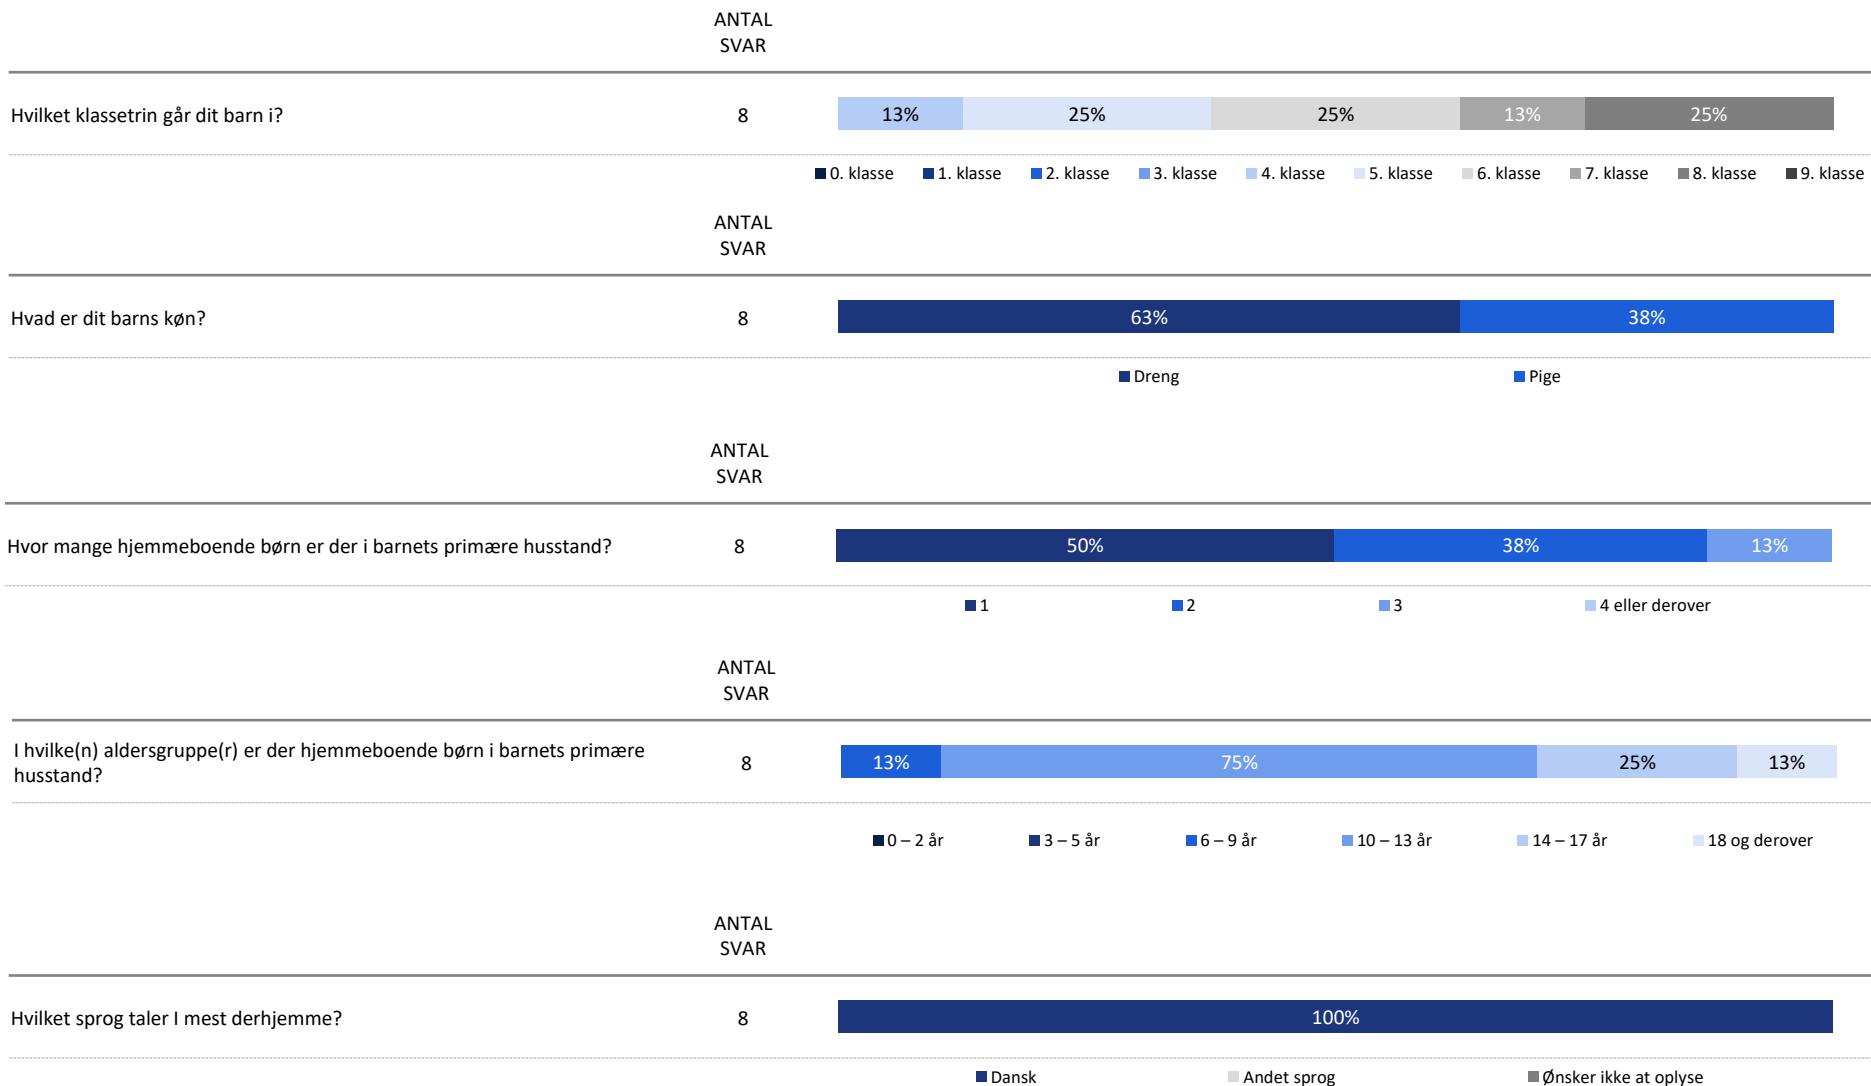 ANTAL
SVAR
Hvilket klassetrin går dit barn i? 8 13% 25% 25% 13% 25%
0. klasse 1. klasse 2. klasse 3. klasse 4. klasse 5. klasse 6. klasse 7. klasse 8. klasse 9. klasse
ANTAL
SVAR
Hvad er dit barns køn? 8 63% 38%
Dreng Pige
ANTAL
SVAR
Hvor mange hjemmeboende børn er der i barnets primære husstand? 8 50% 38% 13%
1 2 3 4 eller derover
ANTAL
SVAR
I hvilke(n) aldersgruppe(r) er der hjemmeboende børn i barnets primære
husstand? 8 13% 75% 25% 13%
0 – 2 år 3 – 5 år 6 – 9 år 10 – 13 år 14 – 17 år 18 og derover
ANTAL
SVAR
Hvilket sprog taler I mest derhjemme? 8 100%
Dansk Andet sprog Ønsker ikke at oplyse